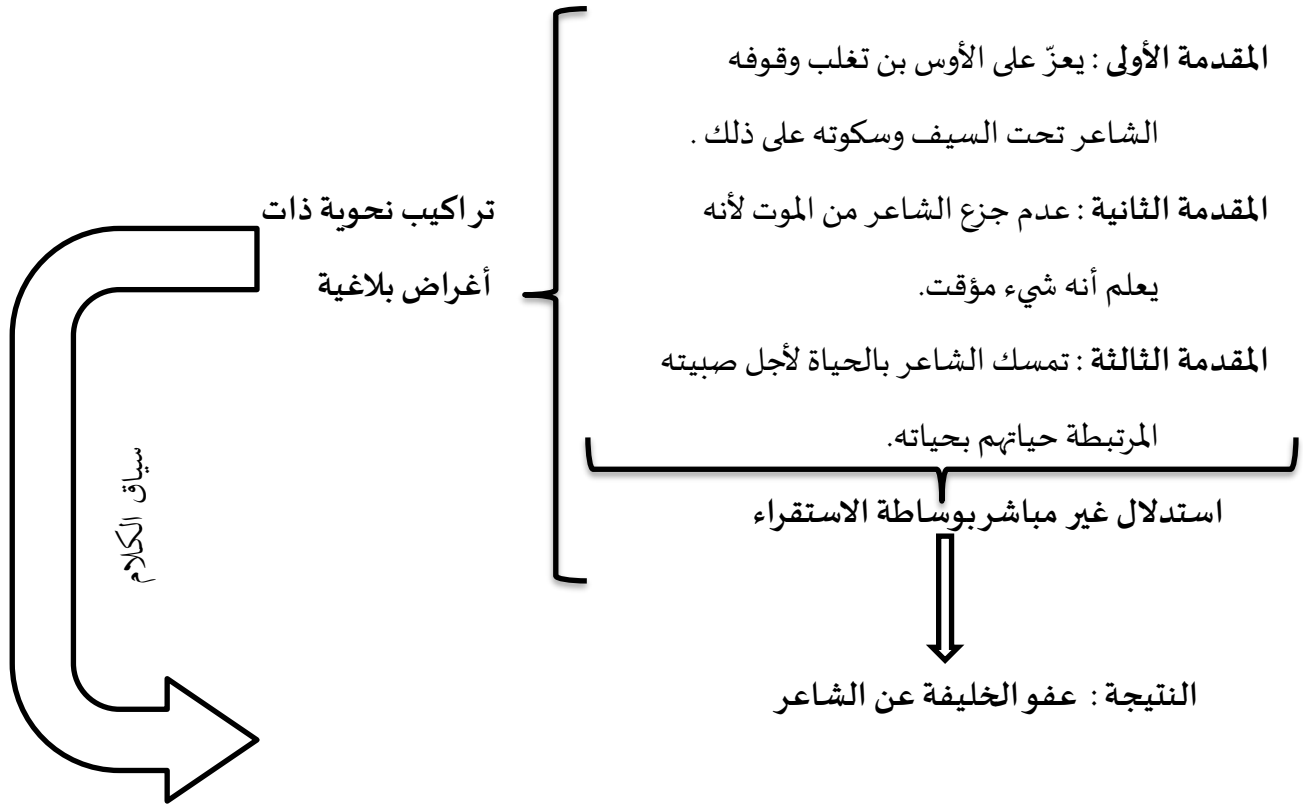 المقدمة الأولى : يعزّ على الأوس بن تغلب وقوفه
الشاعر تحت السيف وسكوته على ذلك .
المقدمة الثانية : عدم جزع الشاعر من الموت لأنه
يعلم أنه شيء مؤقت.
المقدمة الثالثة : تمسك الشاعر بالحياة لأجل صبيته
المرتبطة حياتهم بحياته.
استدلال غير مباشر بوساطة الاستقراء
النتيجة : عفو الخليفة عن الشاعر
تراكيب نحوية ذات
أغراض بلاغية
سياق الكلام